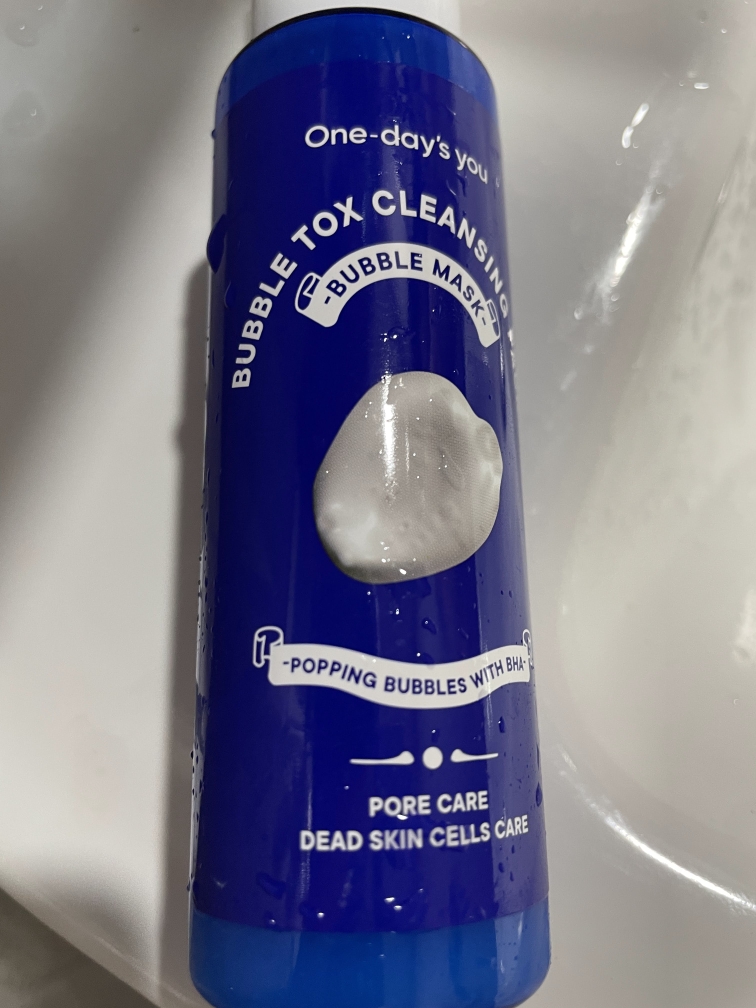 One-day's you
BUBBLE TOX CLEANSING
-BUBBLE MASK-
-POPPING BUBBLES WITH BHA-
PORE CARE
DEAD SKIN CELLS CARE